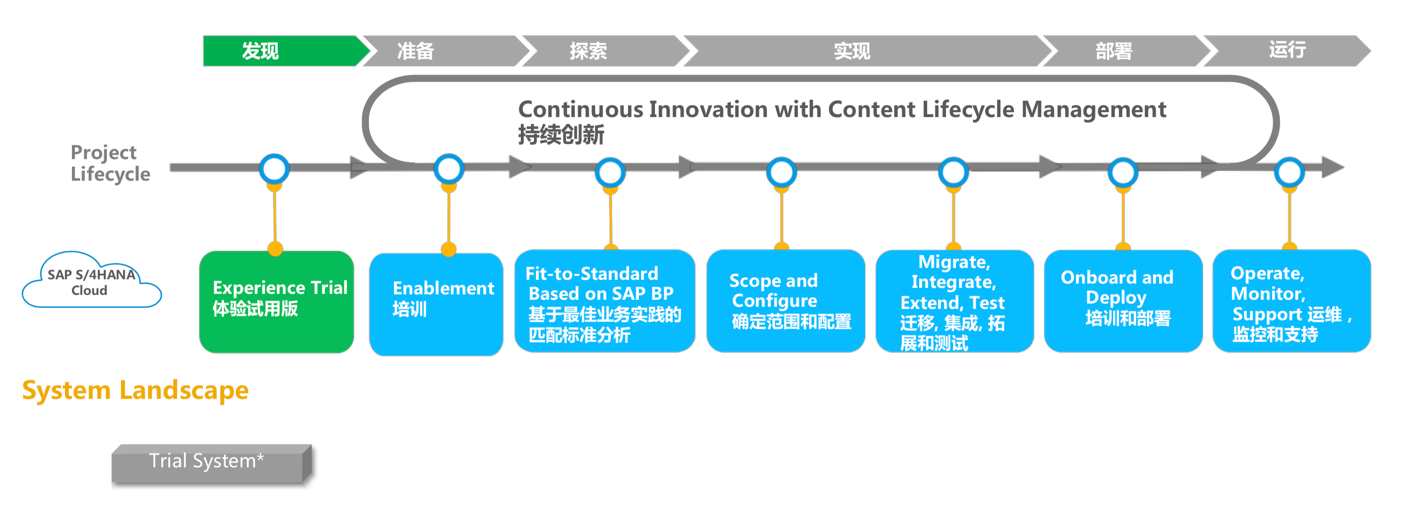 发现
准备
探索
实现
部署
运行
Continuous Innovation with Content Lifecycle Management
持续创新
Project
Lifecycle
SAP S/4HANA
Cloud
Experience Trial
体验试用版
Enablement
培训
Fit-to-Standard
Based on SAP BP
基于最佳业务实践的
匹配标准分析
Scope and
Configure
确定范围和配置
Migrate,
Integrate,
Extend, Test
迁移, 集成, 拓
展和测试
Onboard and
Deploy
培训和部署
Operate,
Monitor,
Support 运维，
监控和支持
System Landscape
Trial System*